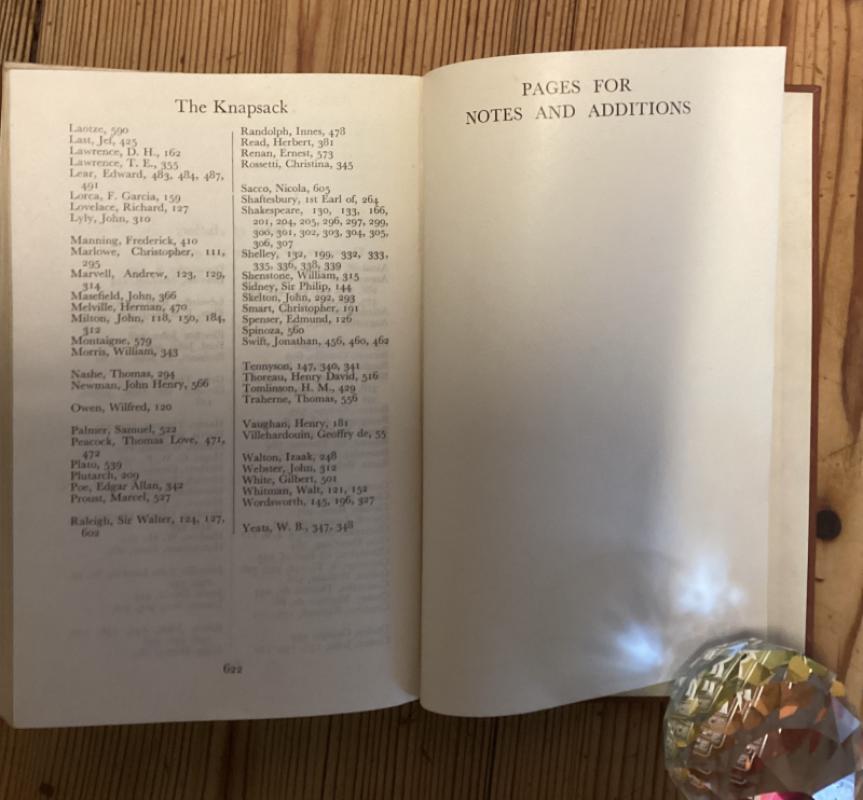 The Knapsack
Laotze, 590
Last, Jef, 425
Lawrence, D. H., 162
Lawrence, T. E., 355
Lear, Edward, 483, 484, 487,
491
Lorca, F. Garcia, 159
Lovelace, Richard, 127
Lyly, John, 310
Manning, Frederick, 410
Marlowe, Christopher, 111,
295
Marvell, Andrew, 123, 129,
314
Masefield, John, 366
Melville, Herman, 470
Milton, John, 118, 150, 184,
312
Montaigne, 579
Morris, William, 343
Nashe, Thomas, 294
Newman, John Henry, 566
Owen, Wilfred, 120
Palmer, Samuel, 522
Peacock, Thomas Love, 471,
472
Plato, 539
Plutarch, 209
Poe, Edgar Allan, 342
Proust, Marcel, 527
Raleigh, Sir Walter, 124, 127,
602
Randolph, Innes, 478
Read, Herbert, 381
Renan, Ernest, 573
Rossetti, Christina, 345
Sacco, Nicola, 605
Shaftesbury, 1st Earl of, 264
Shakespeare, 130, 133, 166,
201, 204, 205, 296, 297, 299,
300, 301, 302, 303, 304, 305,
306, 307
Shelley, 132, 199, 332, 333,
335, 336, 338, 339
Shenstone, William, 315
Sidney, Sir Philip, 144
Skelton, John, 292, 293
Smart, Christopher, 191
Spenser, Edmund, 126
Spinoza, 560
Swift, Jonathan, 456, 460, 462
Tennyson, 147, 340, 341
Thoreau, Henry David, 516
Tomlinson, H. M., 429
Traherne, Thomas, 556
Vaughan, Henry, 181
Villehardouin, Geoffry de, 55
Walton, Izaak, 248
Webster, John, 312
White, Gilbert, 501
Whitman, Walt, 121, 152
Wordsworth, 145, 196, 327
Yeats, W. B., 347, 348
622
PAGES FOR
NOTES AND ADDITIONS